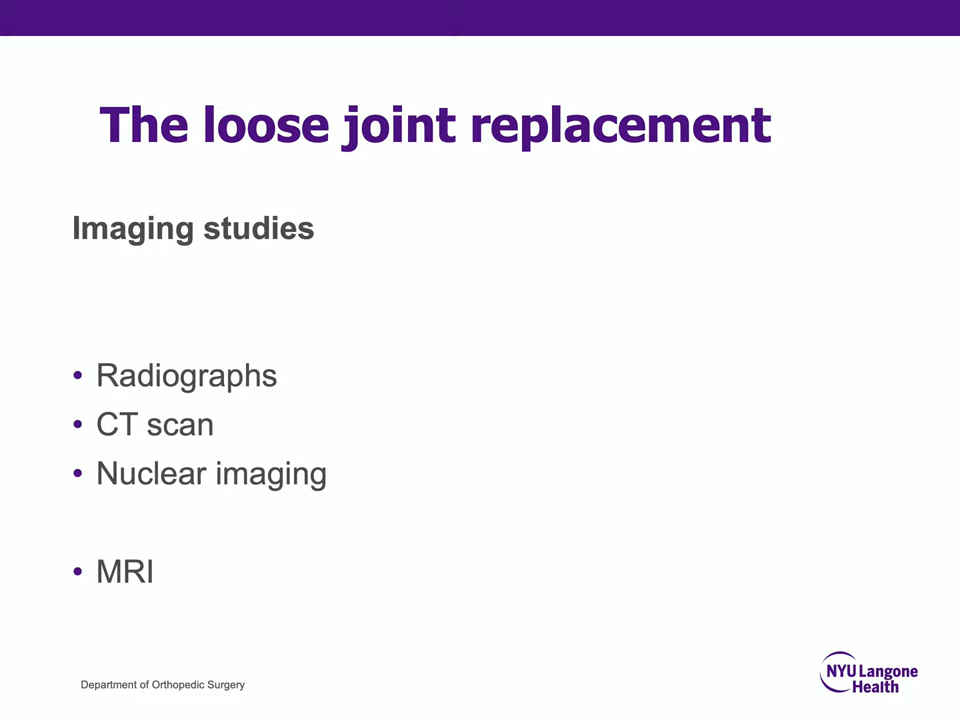 The loose joint replacement
Imaging studies
• Radiographs
• CT scan
• Nuclear imaging
• MRI
Department of Orthopedic Surgery
NYU Langone
Health